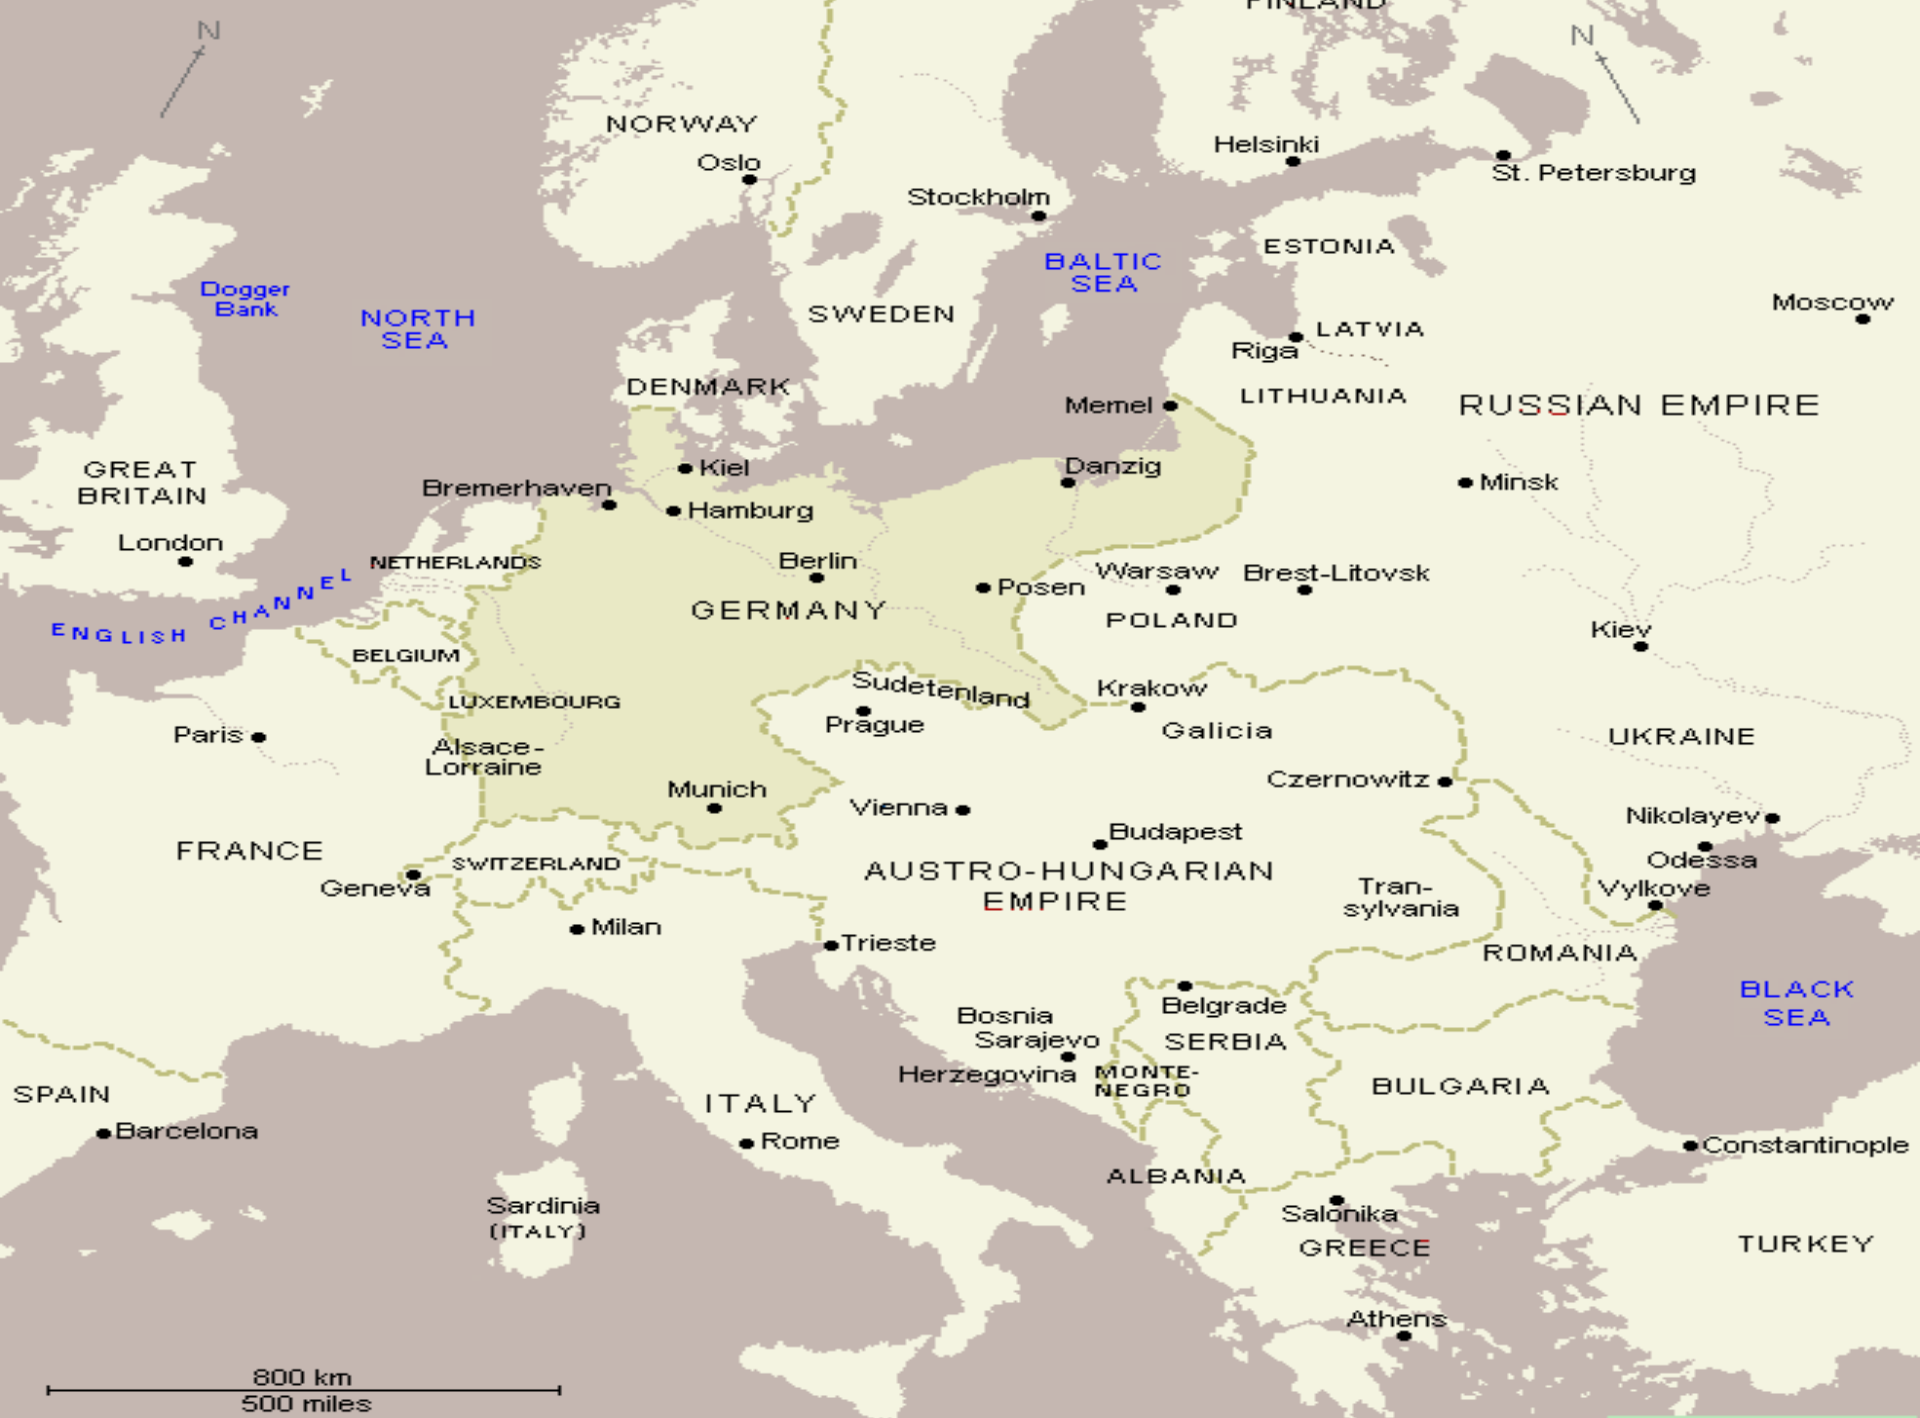 FINLAND
N
N
NORWAY
Oslo
Helsinki
St. Petersburg
Stockholm
ESTONIA
BALTIC
SEA
Dogger
Bank
NORTH
SEA
SWEDEN
Moscow
LATVIA
Riga
DENMARK
LITHUANIA
RUSSIAN EMPIRE
Memel
GREAT
BRITAIN
Kiel
Danzig
Bremerhaven
Minsk
Hamburg
London
NETHERLANDS
Berlin
Posen
Warsaw
Brest-Litovsk
ENGLISH CHANNEL
GERMANY
POLAND
Kiev
BELGIUM
Sudetenland
Krakow
LUXEMBOURG
Prague
Galicia
Paris
UKRAINE
Alsace-
Lorraine
Czernowitz
Munich
Vienna
Nikolayev
Budapest
FRANCE
SWITZERLAND
Odessa
AUSTRO-HUNGARIAN
EMPIRE
Geneva
Tran-
sylvania
Vylkove
Milan
Trieste
ROMANIA
BLACK
SEA
Belgrade
Bosnia
Sarajevo
Herzegovina
SERBIA
MONTE-
NEGRO
BULGARIA
SPAIN
ITALY
Barcelona
Rome
Constantinople
ALBANIA
Sardinia
(ITALY)
Salonika
GREECE
TURKEY
Athens
800 km
500 miles